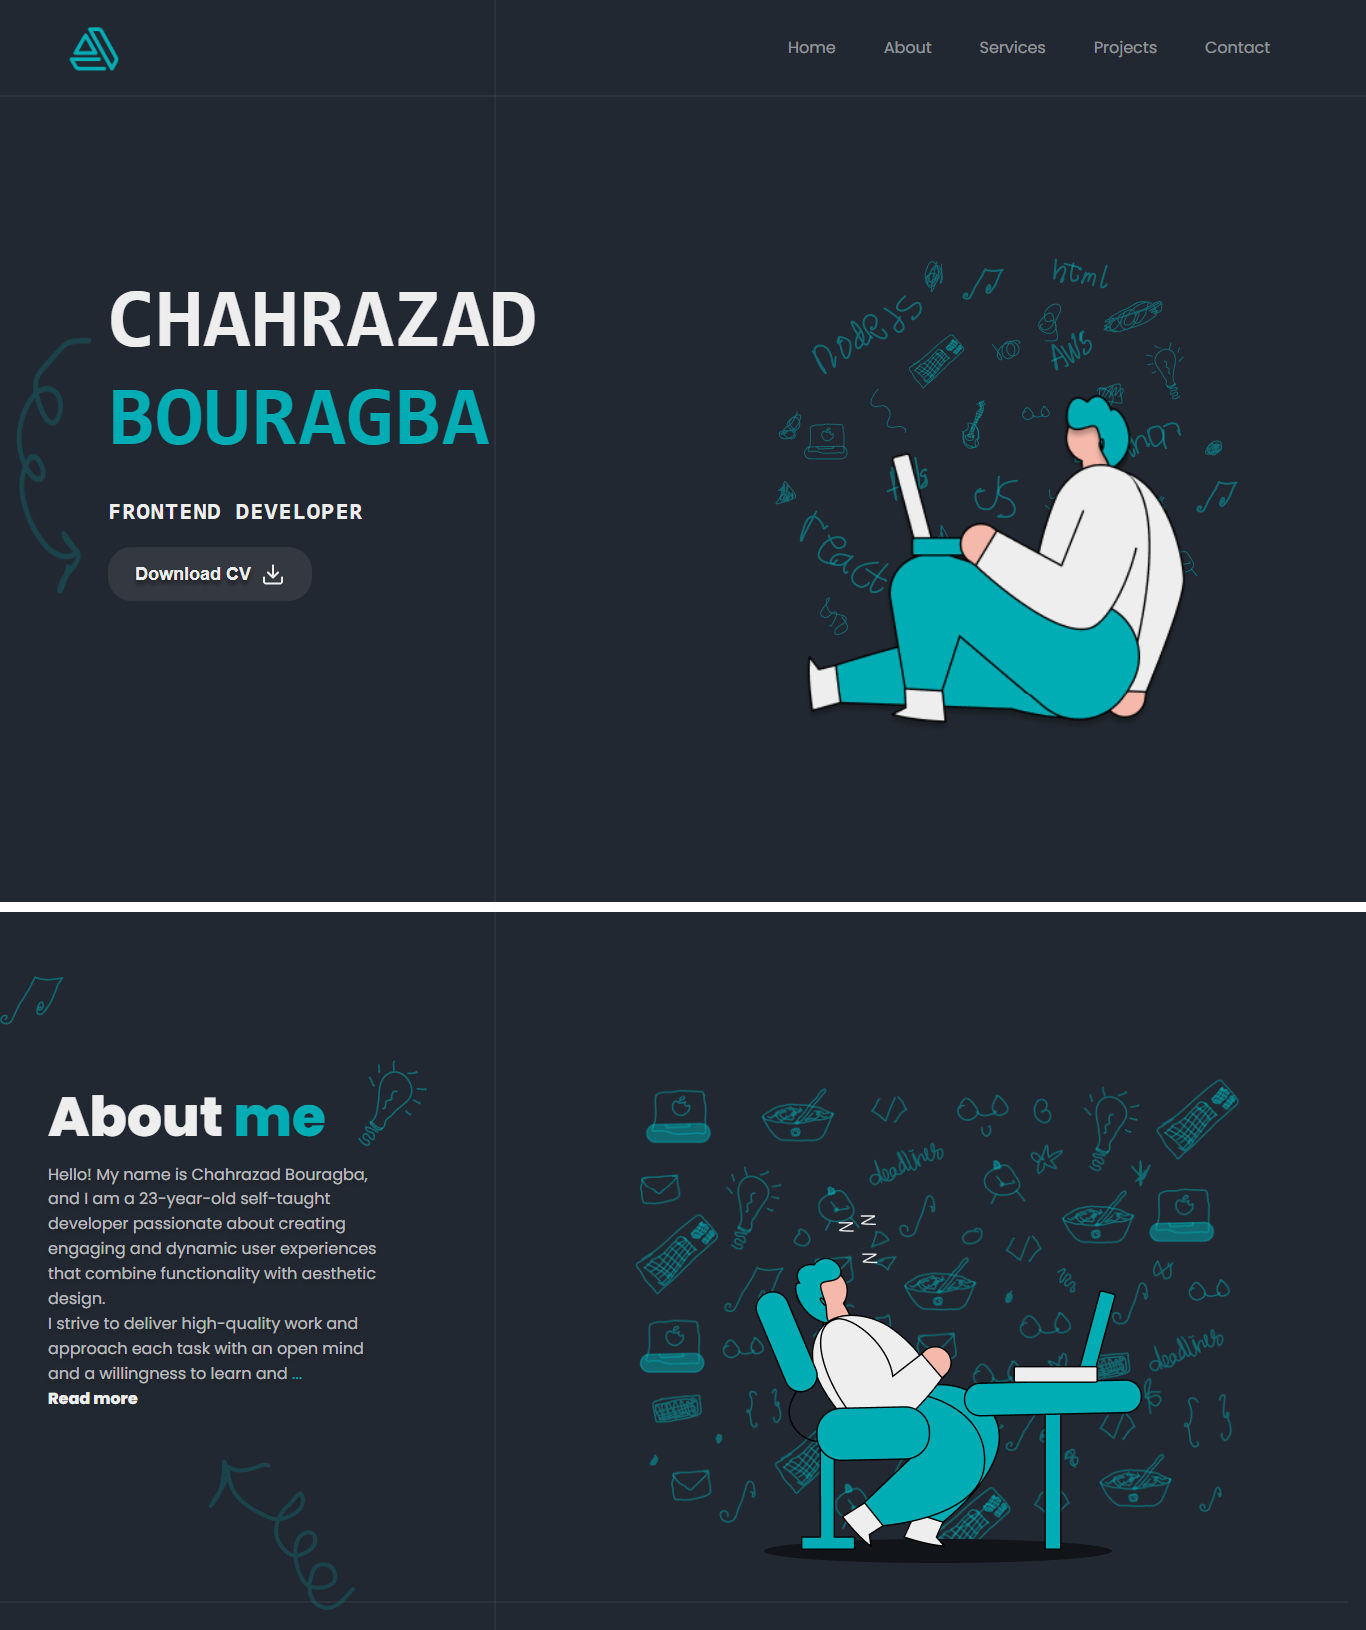 Home About Services Projects Contact
CHAHRAZAD
BOURAGBA
FRONTEND DEVELOPER
Download CV
html
nodeJS
AWS
JS
react
About me
Hello! My name is Chahrazad Bouragba,
and I am a 23-year-old self-taught
developer passionate about creating
engaging and dynamic user experiences
that combine functionality with aesthetic
design.
I strive to deliver high-quality work and
approach each task with an open mind
and a willingness to learn and ...
Read more
</>
deadlines
Z
Z
Z
</>
deadlines
{ }
{ }